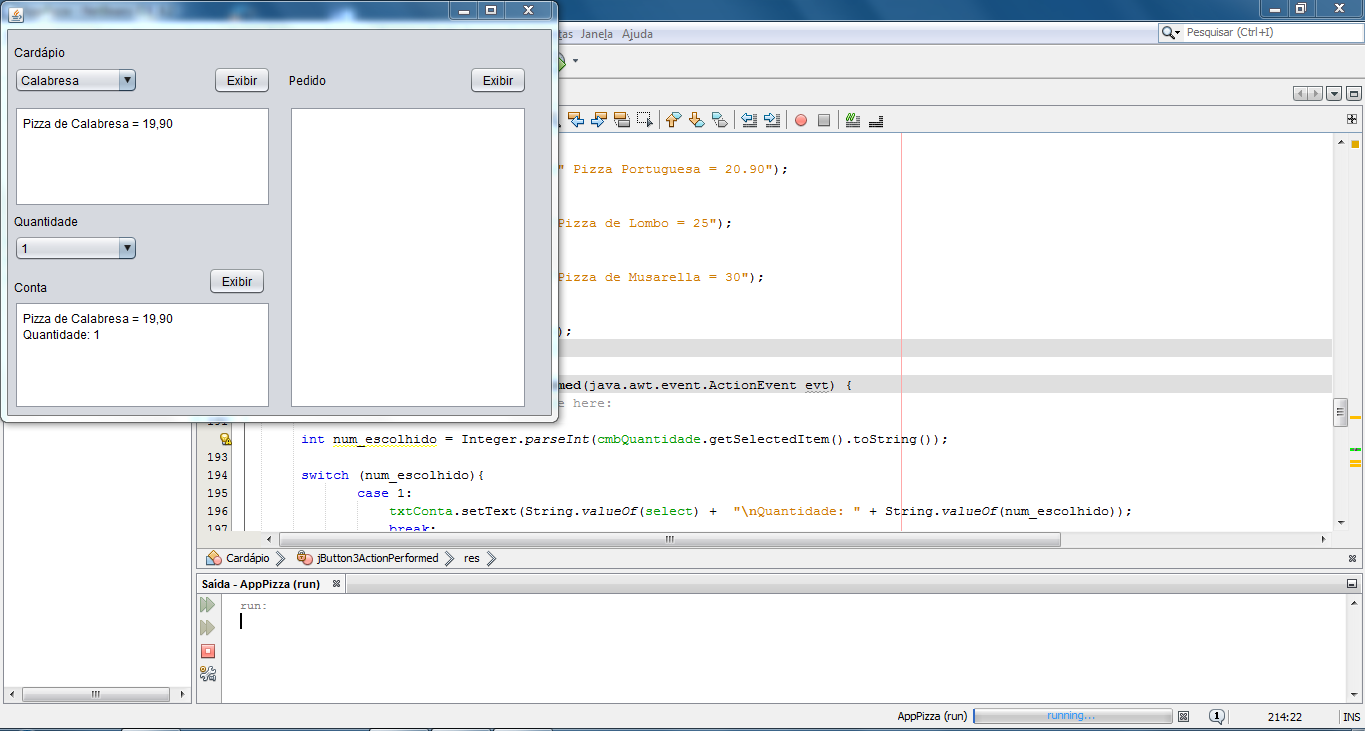 Cardápio
Calabresa
Exibir
Pedido
Exibir
Pizza de Calabresa = 19,90
Quantidade
1
Exibir
Conta
Pizza de Calabresa = 19,90
Quantidade: 1
tas Janela Ajuda
Pesquisar (Ctrl+I)
" Pizza Portuguesa = 20.90");
Pizza de Lombo = 25");
Pizza de Musarella = 30");
);
med(java.awt.event.ActionEvent evt) {
e here:
191
int num_escolhido = Integer.parseInt(cmbQuantidade.getSelectedItem().toString());
193
194 switch (num_escolhido){
195 case 1:
196 txtConta.setText(String.valueOf(select) + "\nQuantidade: " + String.valueOf(num_escolhido));
197 break;
Cardápio jButton3ActionPerformed res
Saída - AppPizza (run)
run:
AppPizza (run) running... 1 214:22 INS